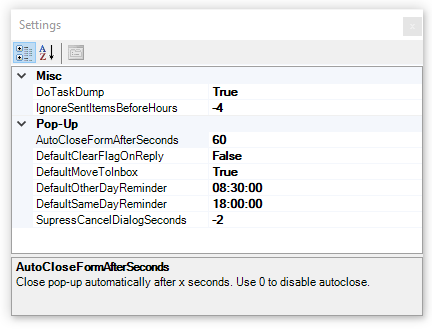 Settings
Misc
DoTaskDump True
IgnoreSentItemsBeforeHours -4
Pop-Up
AutoCloseFormAfterSeconds 60
DefaultClearFlagOnReply False
DefaultMoveToInbox True
DefaultOtherDayReminder 08:30:00
DefaultSameDayReminder 18:00:00
SupressCancelDialogSeconds -2
AutoCloseFormAfterSeconds
Close pop-up automatically after x seconds. Use 0 to disable autoclose.